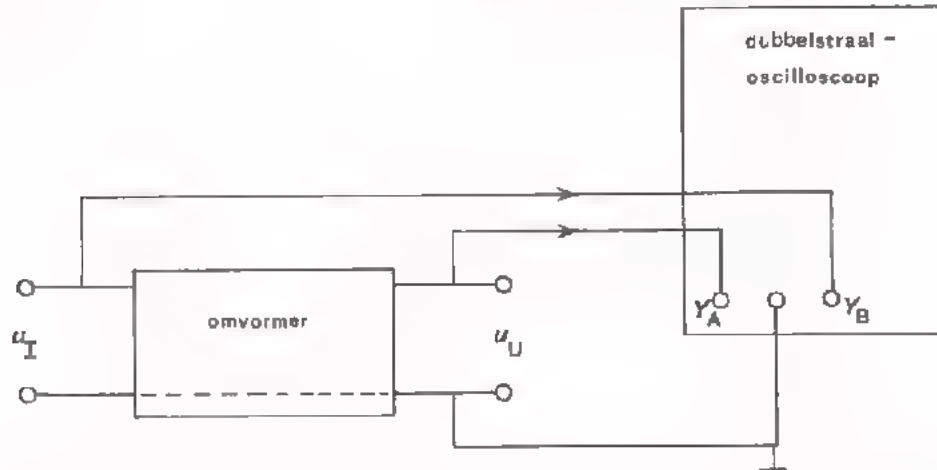 dubbelstraal -
oscilloscoop
omvormer
u_I
u_U
Y_A
Y_B